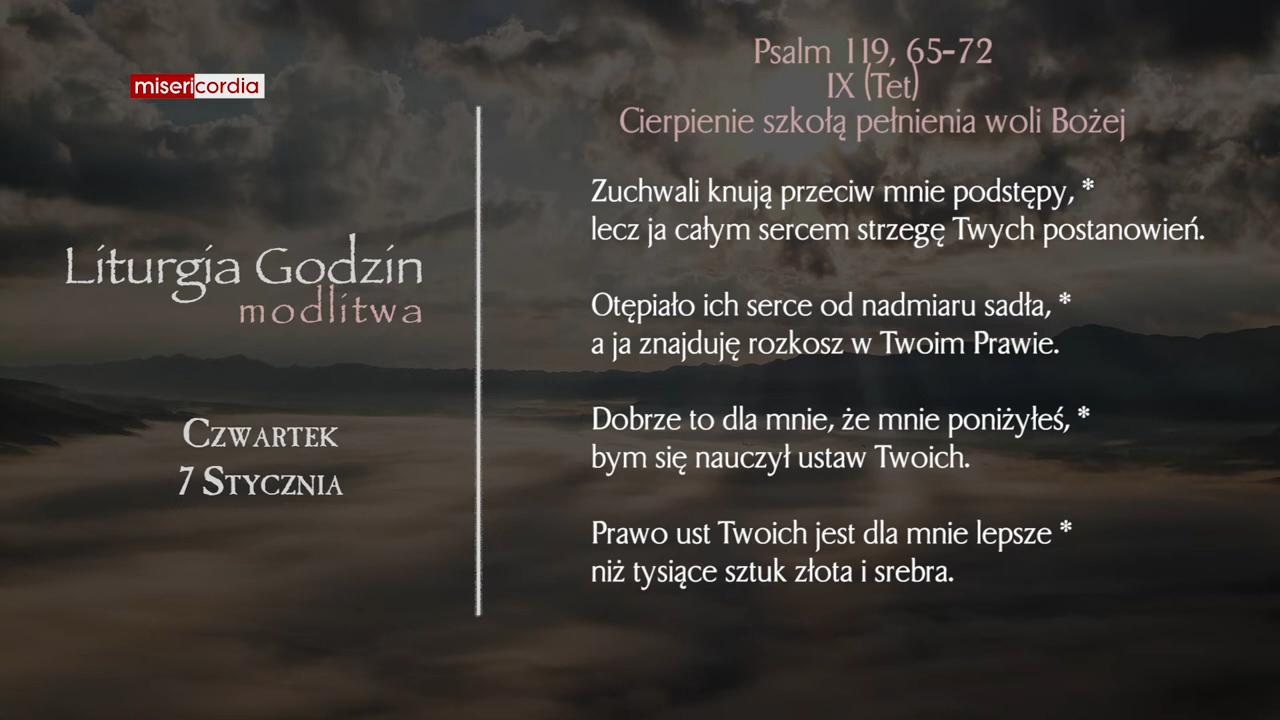 misericordia
Liturgia Godzin
modlitwa
Czwartek
7 Stycznia
Psalm 119, 65-72
IX (Tet)
Cierpienie szkołą pełnienia woli Bożej
Zuchwali knują przeciw mnie podstępy, *
lecz ja całym sercem strzegę Twych postanowień.
Otępiało ich serce od nadmiaru sadła, *
a ja znajduję rozkosz w Twoim Prawie.
Dobrze to dla mnie, że mnie poniżyłeś, *
bym się nauczył ustaw Twoich.
Prawo ust Twoich jest dla mnie lepsze *
niż tysiące sztuk złota i srebra.